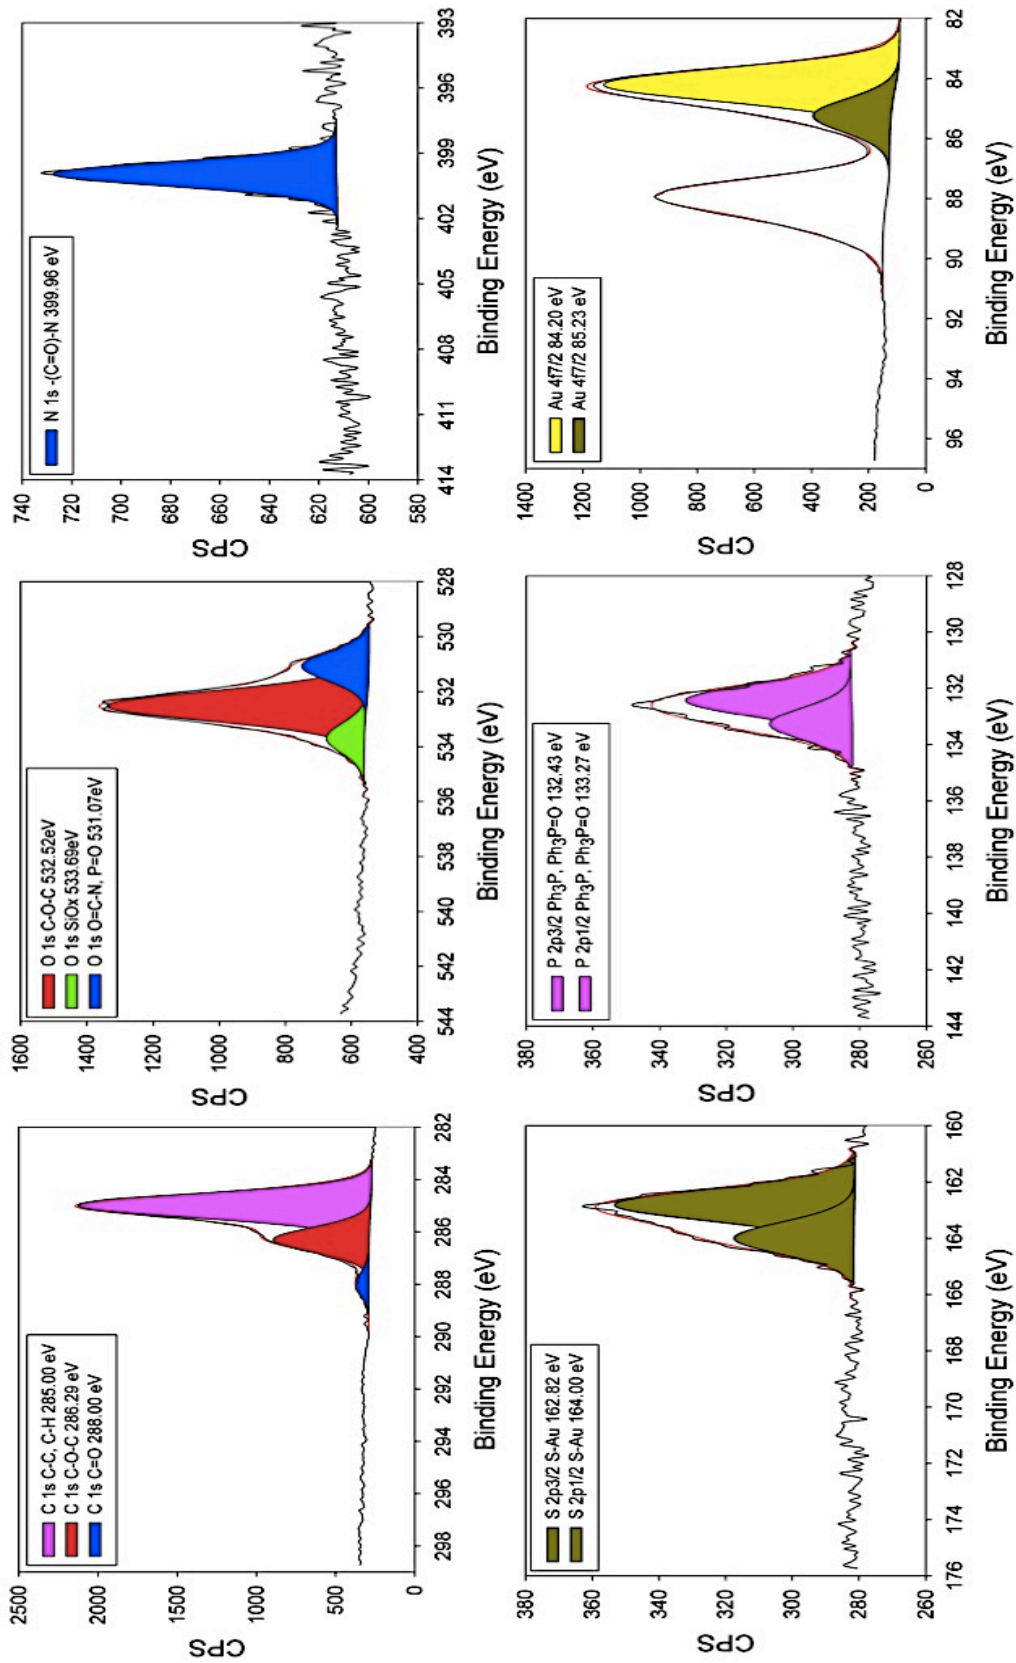 C 1s C-C, C-H 285.00 eV
C 1s C-O-C 286.29 eV
C 1s C=O 288.00 eV
2500
2000
1500
1000
500
0
CPS
298 296 294 292 290 288 286 284 282
Binding Energy (eV)
O 1s C-O-C 532.52eV
O 1s SiOx 533.69eV
O 1s O=C-N, P=O 531.07eV
1600
1400
1200
1000
800
600
400
CPS
544 542 540 538 536 534 532 530 528
Binding Energy (eV)
N 1s -(C=O)-N 399.96 eV
740
720
700
680
660
640
620
600
580
CPS
414 411 408 405 402 399 396 393
Binding Energy (eV)
S 2p3/2 S-Au 162.82 eV
S 2p1/2 S-Au 164.00 eV
380
360
340
320
300
280
260
CPS
176 174 172 170 168 166 164 162 160
Binding Energy (eV)
P 2p3/2 Ph₃P, Ph₃P=O 132.43 eV
P 2p1/2 Ph₃P, Ph₃P=O 133.27 eV
380
360
340
320
300
280
260
CPS
144 142 140 138 136 134 132 130 128
Binding Energy (eV)
Au 4f7/2 84.20 eV
Au 4f7/2 85.23 eV
1400
1200
1000
800
600
400
200
0
CPS
96 94 92 90 88 86 84 82
Binding Energy (eV)